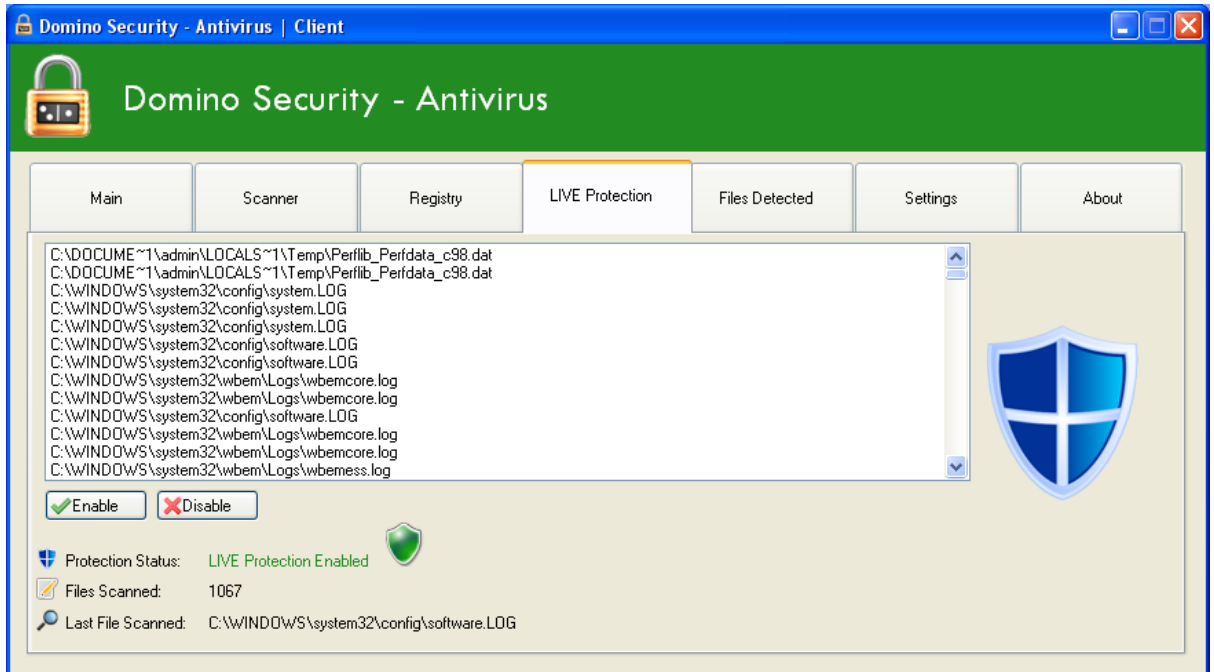 Domino Security - Antivirus | Client
Domino Security - Antivirus
Main Scanner Registry LIVE Protection Files Detected Settings About
C:\DOCUME~1\admin\LOCALS~1\Temp\Perflib_Perfdata_c98.dat
C:\DOCUME~1\admin\LOCALS~1\Temp\Perflib_Perfdata_c98.dat
C:\WINDOWS\system32\config\system.LOG
C:\WINDOWS\system32\config\system.LOG
C:\WINDOWS\system32\config\system.LOG
C:\WINDOWS\system32\config\software.LOG
C:\WINDOWS\system32\config\software.LOG
C:\WINDOWS\system32\wbem\Logs\wbemcore.log
C:\WINDOWS\system32\wbem\Logs\wbemcore.log
C:\WINDOWS\system32\config\software.LOG
C:\WINDOWS\system32\wbem\Logs\wbemcore.log
C:\WINDOWS\system32\wbem\Logs\wbemcore.log
C:\WINDOWS\system32\wbem\Logs\wbemess.log
Enable Disable
Protection Status: LIVE Protection Enabled
Files Scanned: 1067
Last File Scanned: C:\WINDOWS\system32\config\software.LOG